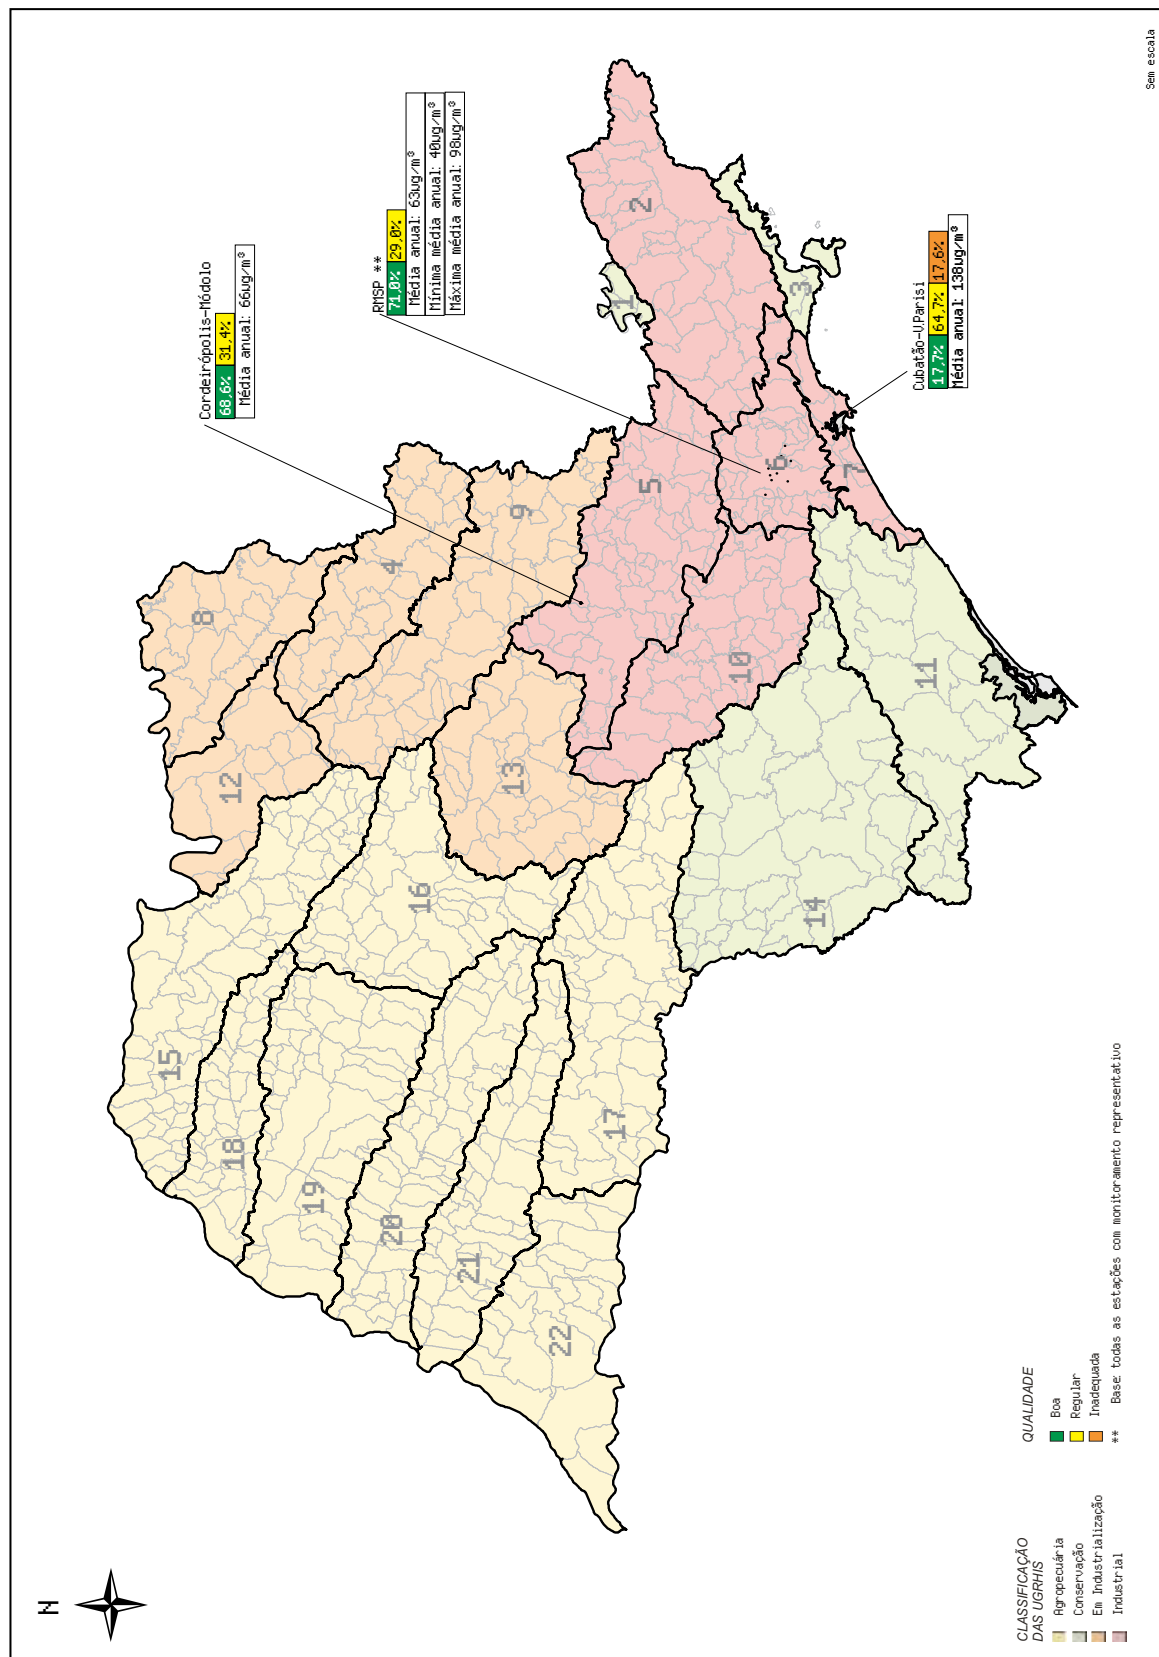 N
Cordeirópolis-Módolo
68,6% 31,4%
Média anual: 66ug/m³
RMSP **
71,0% 29,0%
Média anual: 63ug/m³
Mínima média anual: 40ug/m³
Máxima média anual: 98ug/m³
Cubatão-V.Parisi
17,7% 64,7% 17,6%
Média anual: 138ug/m³
8
12
4
9
15
18
19
16
13
20
21
22
17
5
10
14
11
6
7
2
1
3
CLASSIFICAÇÃO
DAS UGRHIS
Agropecuária
Conservação
Em Industrialização
Industrial
QUALIDADE
Boa
Regular
Inadequada
** Base: todas as estações com monitoramento representativo
Sem escala